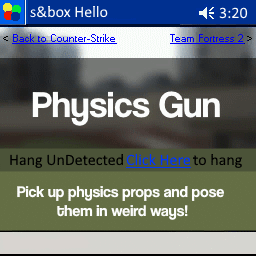 s&box Hello 3:20
< Back to Counter-Strike Team Fortress 2 >
Physics Gun
Hang UnDetected Click Here to hang
Pick up physics props and pose
them in weird ways!